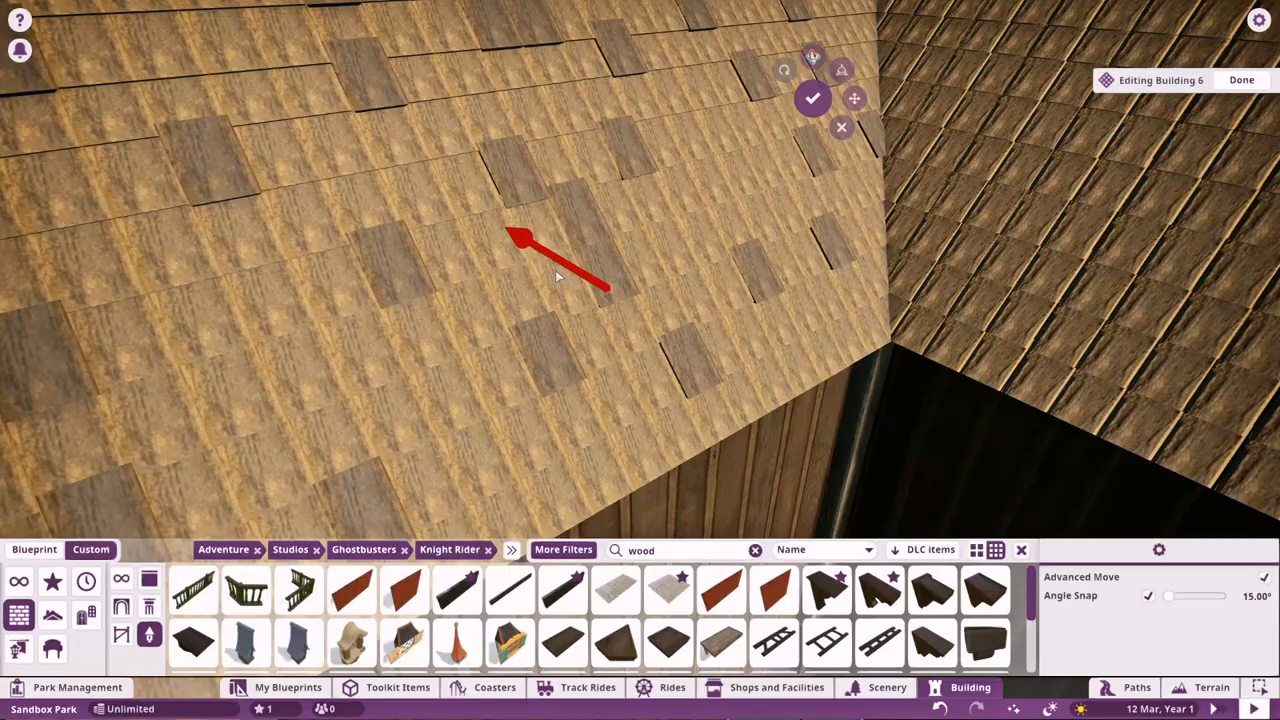 ?
Editing Building 6 Done
Blueprint Custom Adventure Studios Ghostbusters Knight Rider More Filters wood Name DLC items
Advanced Move
Angle Snap 15.00°
Park Management My Blueprints Toolkit Items Coasters Track Rides Rides Shops and Facilities Scenery Building Paths Terrain
Sandbox Park Unlimited 1 0 12 Mar, Year 1